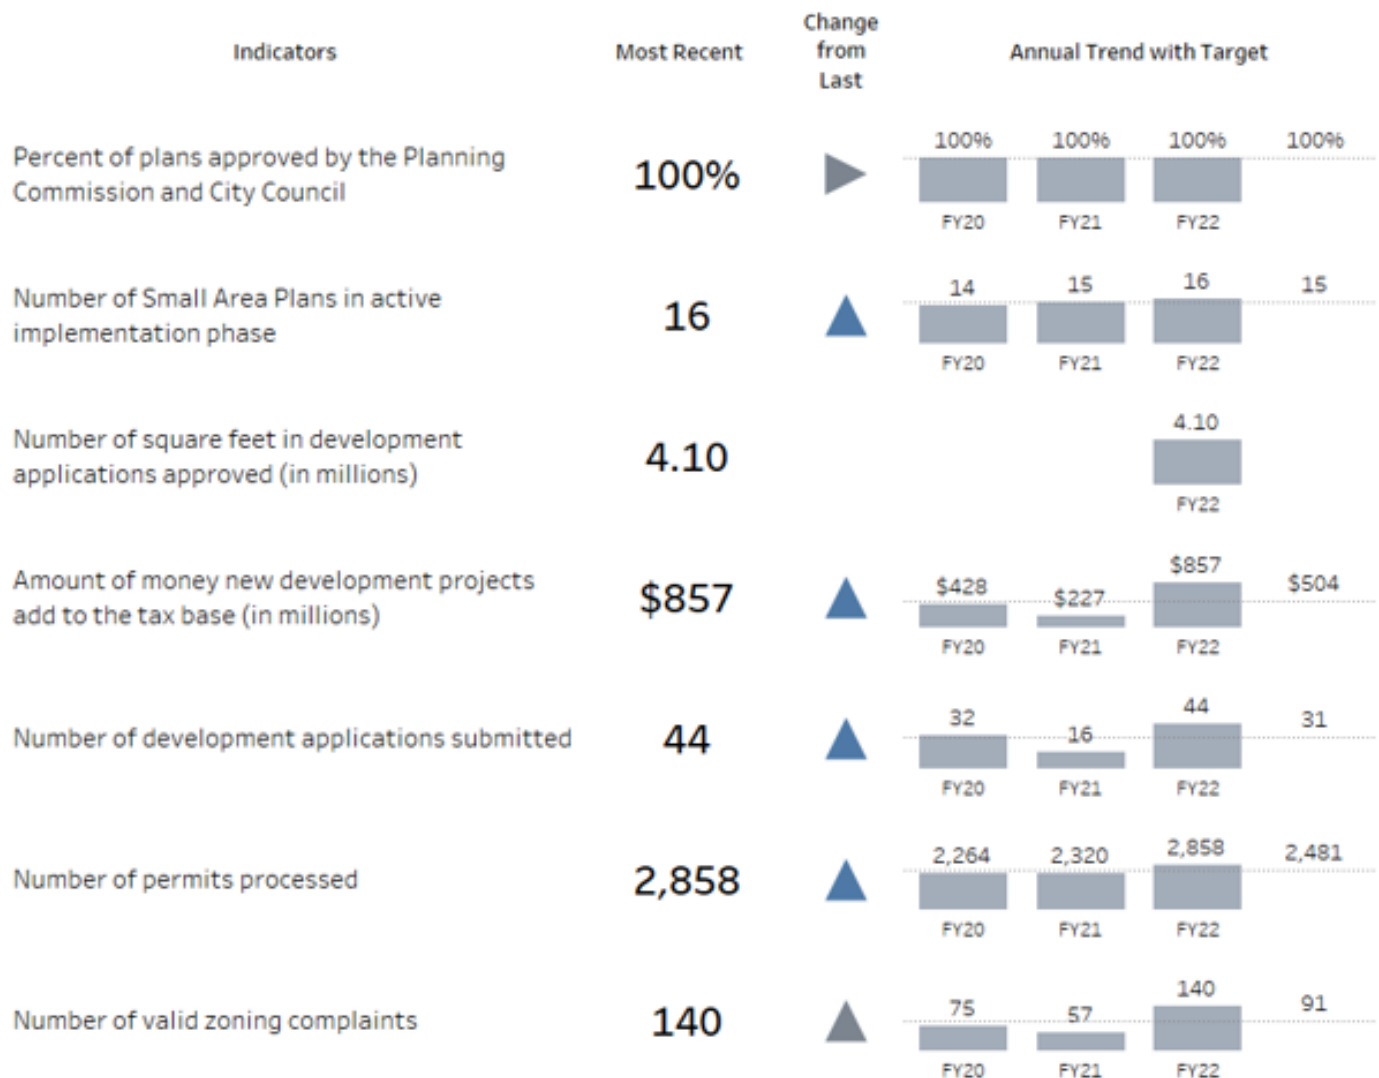 Indicators
Most Recent
Change
from
Last
Annual Trend with Target
Percent of plans approved by the Planning
Commission and City Council
100%
100% 100% 100% 100%
FY20 FY21 FY22
Number of Small Area Plans in active
implementation phase
16
14 15 16 15
FY20 FY21 FY22
Number of square feet in development
applications approved (in millions)
4.10
4.10
FY22
Amount of money new development projects
add to the tax base (in millions)
$857
$428 $227 $857 $504
FY20 FY21 FY22
Number of development applications submitted
44
32 16 44 31
FY20 FY21 FY22
Number of permits processed
2,858
2,264 2,320 2,858 2,481
FY20 FY21 FY22
Number of valid zoning complaints
140
75 57 140 91
FY20 FY21 FY22